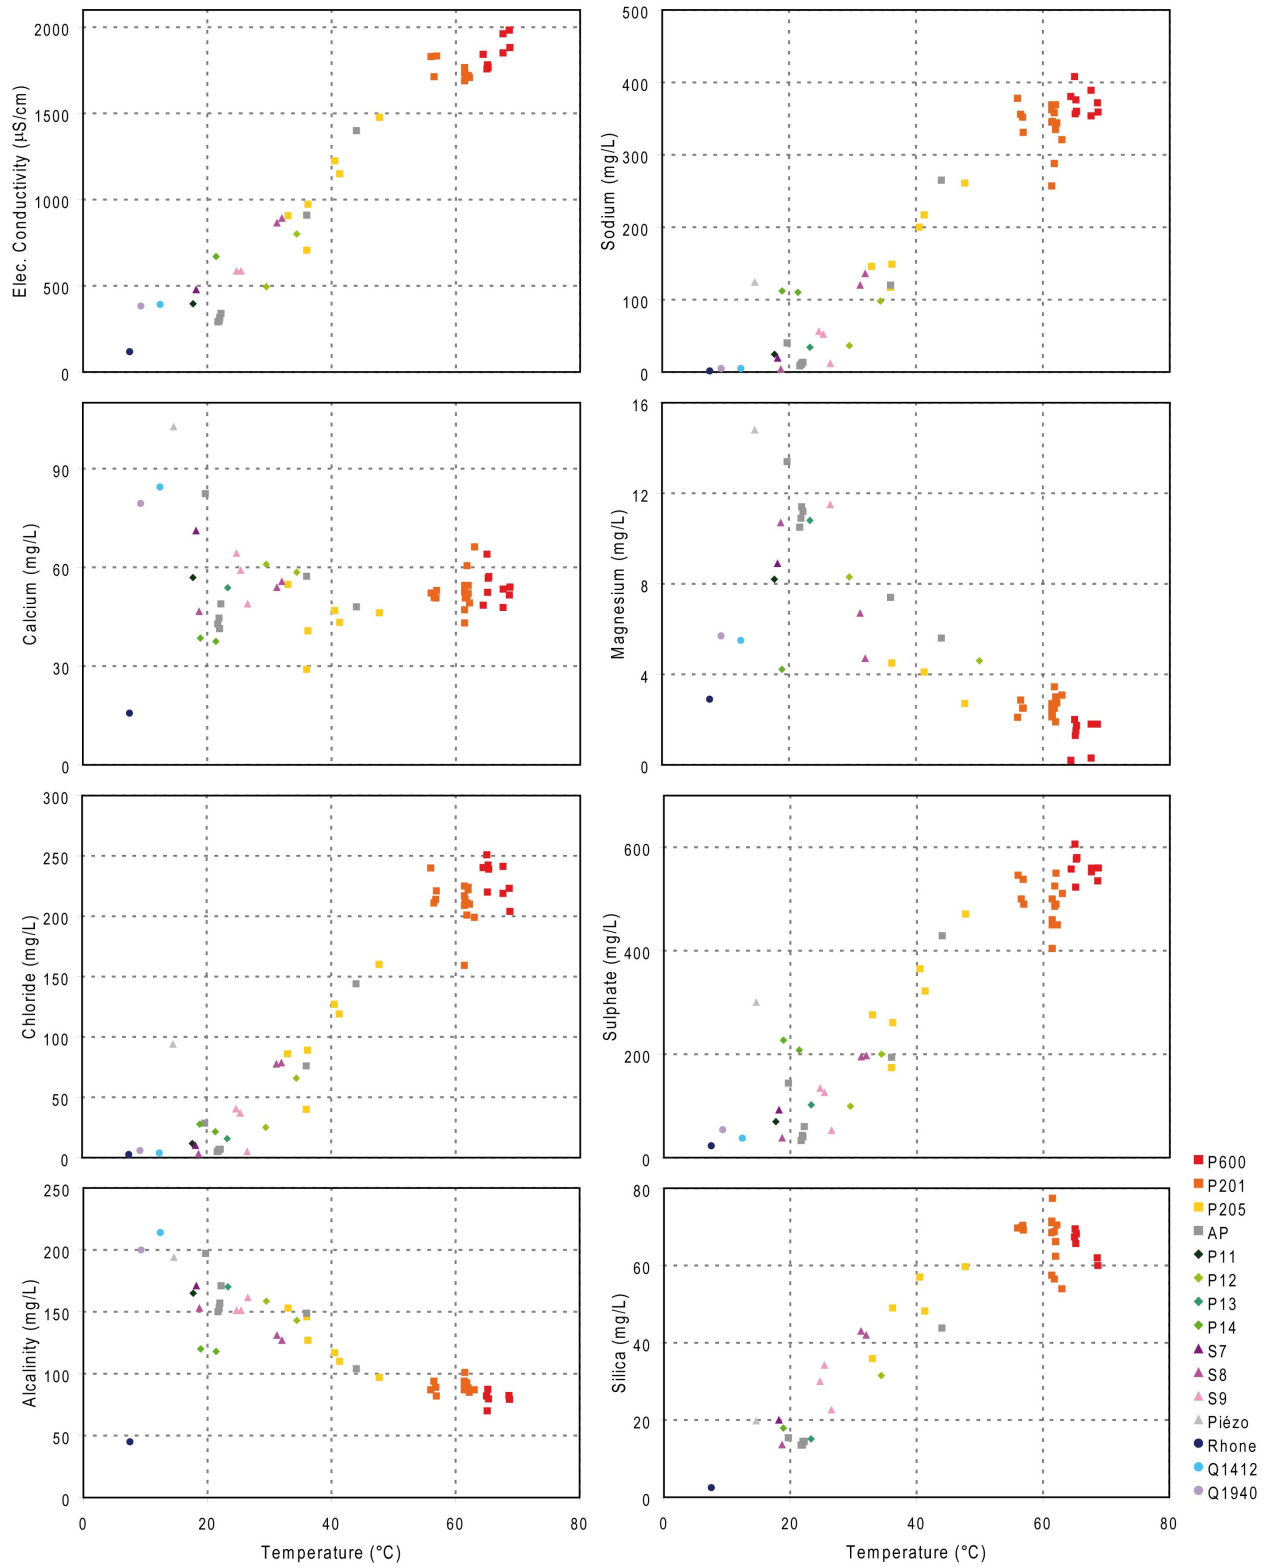 2000
1500
1000
500
0
Elec. Conductivity (µS/cm)
500
400
300
200
100
0
Sodium (mg/L)
90
60
30
0
Calcium (mg/L)
16
12
8
4
0
Magnesium (mg/L)
300
250
200
150
100
50
0
Chloride (mg/L)
600
400
200
0
Sulphate (mg/L)
250
200
150
100
50
0
Alcalinity (mg/L)
0 20 40 60 80
Temperature (°C)
80
60
40
20
0
Silica (mg/L)
0 20 40 60 80
Temperature (°C)
P600
P201
P205
AP
P11
P12
P13
P14
S7
S8
S9
Piézo
Rhone
Q1412
Q1940